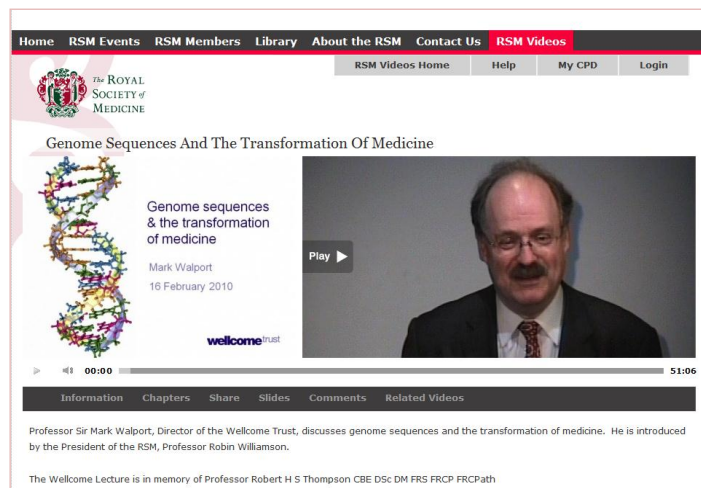 Home RSM Events RSM Members Library About the RSM Contact Us RSM Videos
RSM Videos Home Help My CPD Login
The ROYAL
SOCIETY of
MEDICINE
Genome Sequences And The Transformation Of Medicine
Genome sequences
& the transformation
of medicine
Mark Walport
16 February 2010
wellcome trust
Play
00:00 51:06
Information Chapters Share Slides Comments Related Videos
Professor Sir Mark Walport, Director of the Wellcome Trust, discusses genome sequences and the transformation of medicine. He is introduced
by the President of the RSM, Professor Robin Williamson.
The Wellcome Lecture is in memory of Professor Robert H S Thompson CBE DSc DM FRS FRCP FRCPath